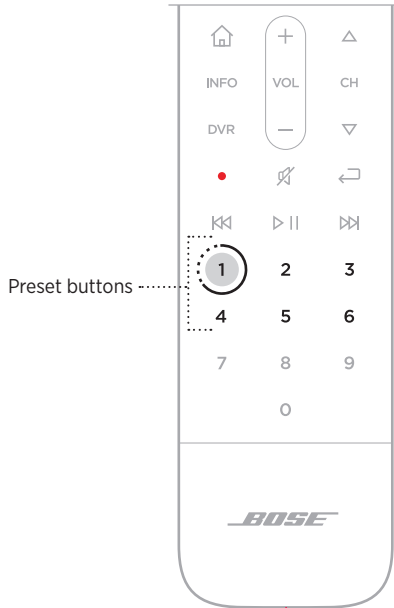 INFO VOL CH
DVR
1 2 3
Preset buttons
4 5 6
7 8 9
0
BOSE